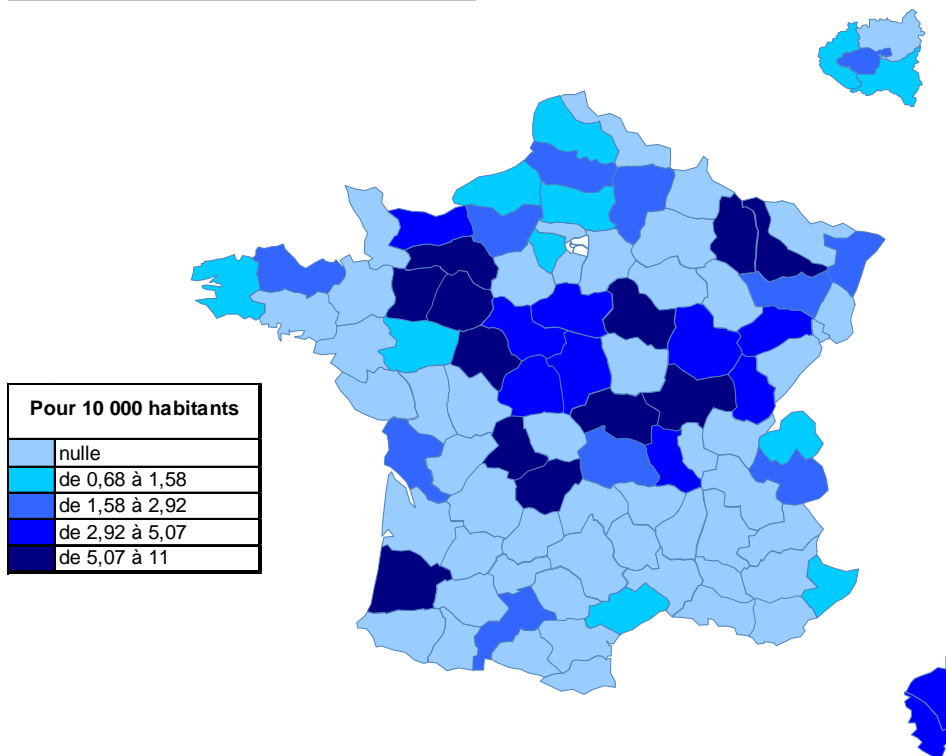 Pour 10 000 habitants
nulle
de 0,68 à 1,58
de 1,58 à 2,92
de 2,92 à 5,07
de 5,07 à 11